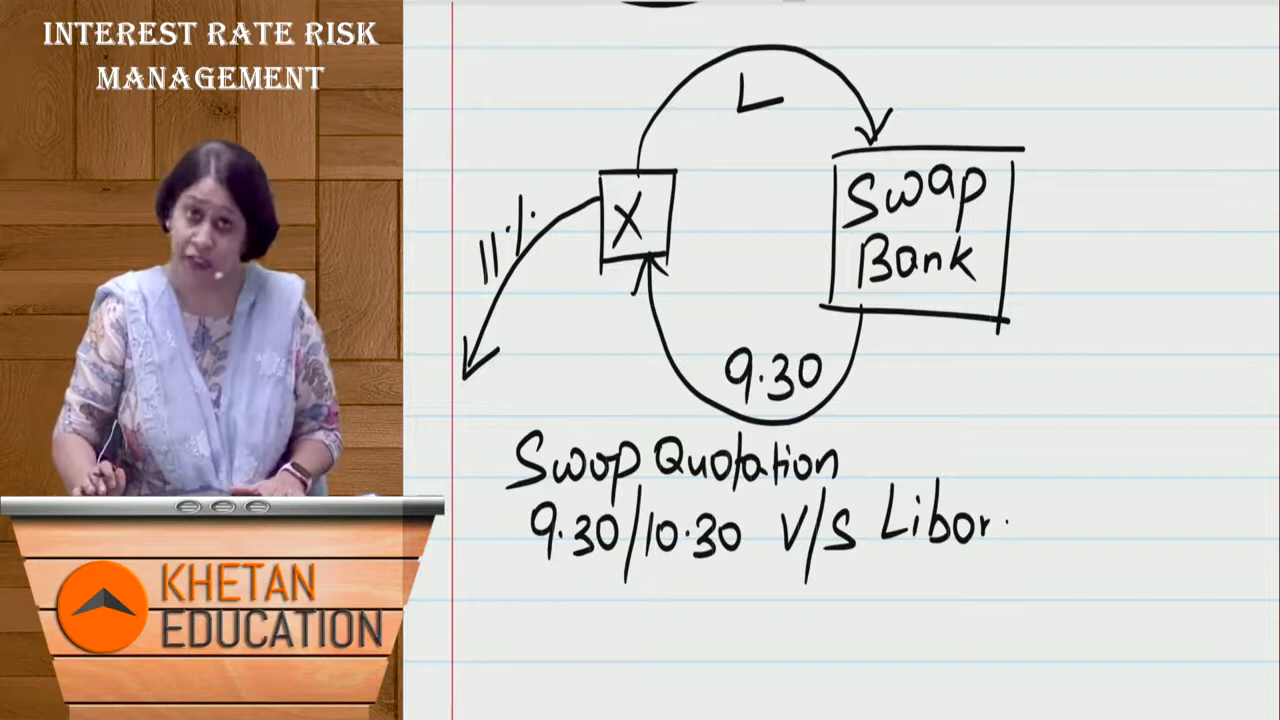 INTEREST RATE RISK
MANAGEMENT
L
Swap
Bank
X
11%
9.30
Swap Quotation
9.30/10.30 V/S Libor.
KHETAN
EDUCATION